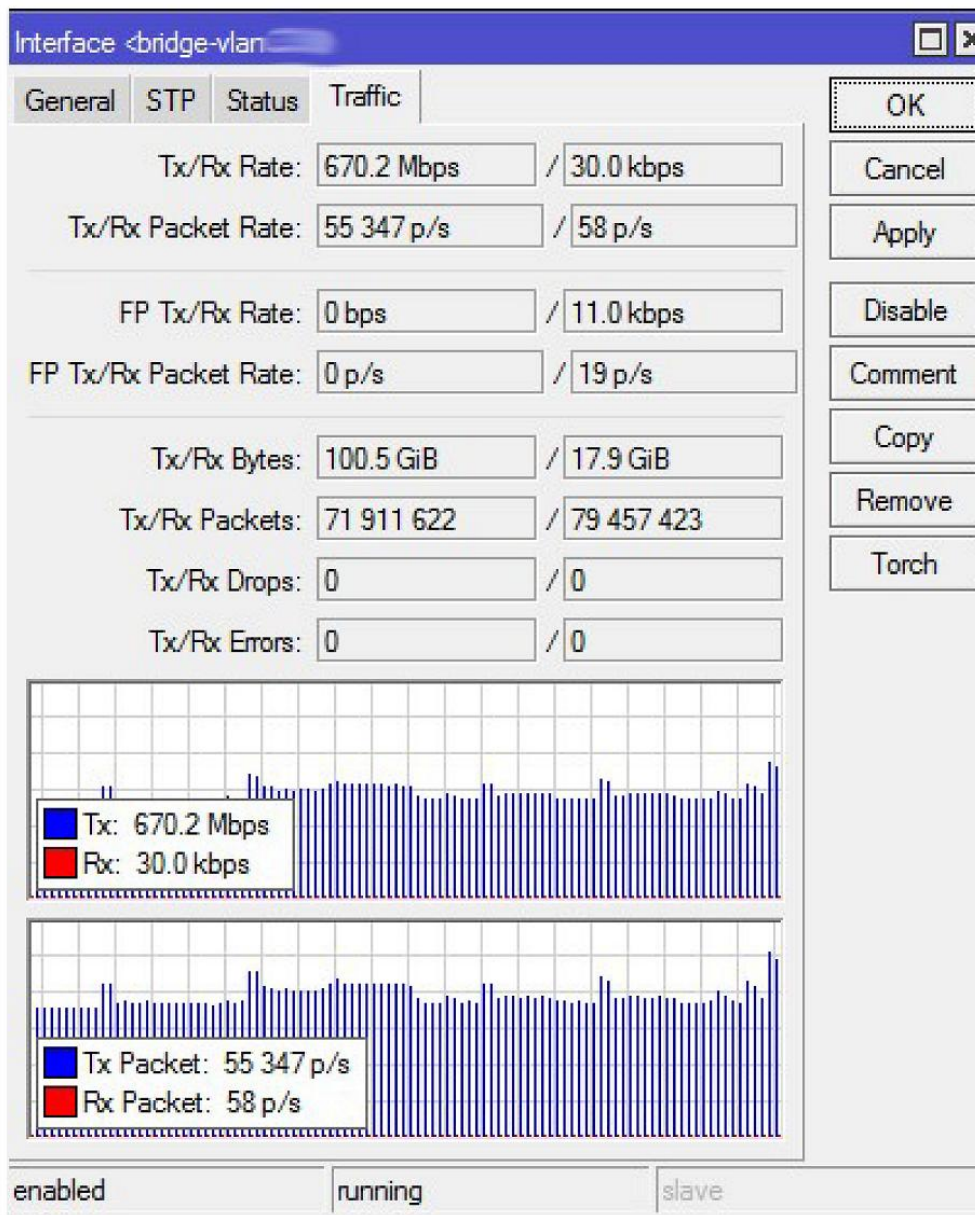 Interface <bridge-vlan
General STP Status Traffic
OK
Cancel
Apply
Disable
Comment
Copy
Remove
Torch
Tx/Rx Rate: 670.2 Mbps / 30.0 kbps
Tx/Rx Packet Rate: 55 347 p/s / 58 p/s
FP Tx/Rx Rate: 0 bps / 11.0 kbps
FP Tx/Rx Packet Rate: 0 p/s / 19 p/s
Tx/Rx Bytes: 100.5 GiB / 17.9 GiB
Tx/Rx Packets: 71 911 622 / 79 457 423
Tx/Rx Drops: 0 / 0
Tx/Rx Errors: 0 / 0
Tx: 670.2 Mbps
Rx: 30.0 kbps
Tx Packet: 55 347 p/s
Rx Packet: 58 p/s
enabled running slave